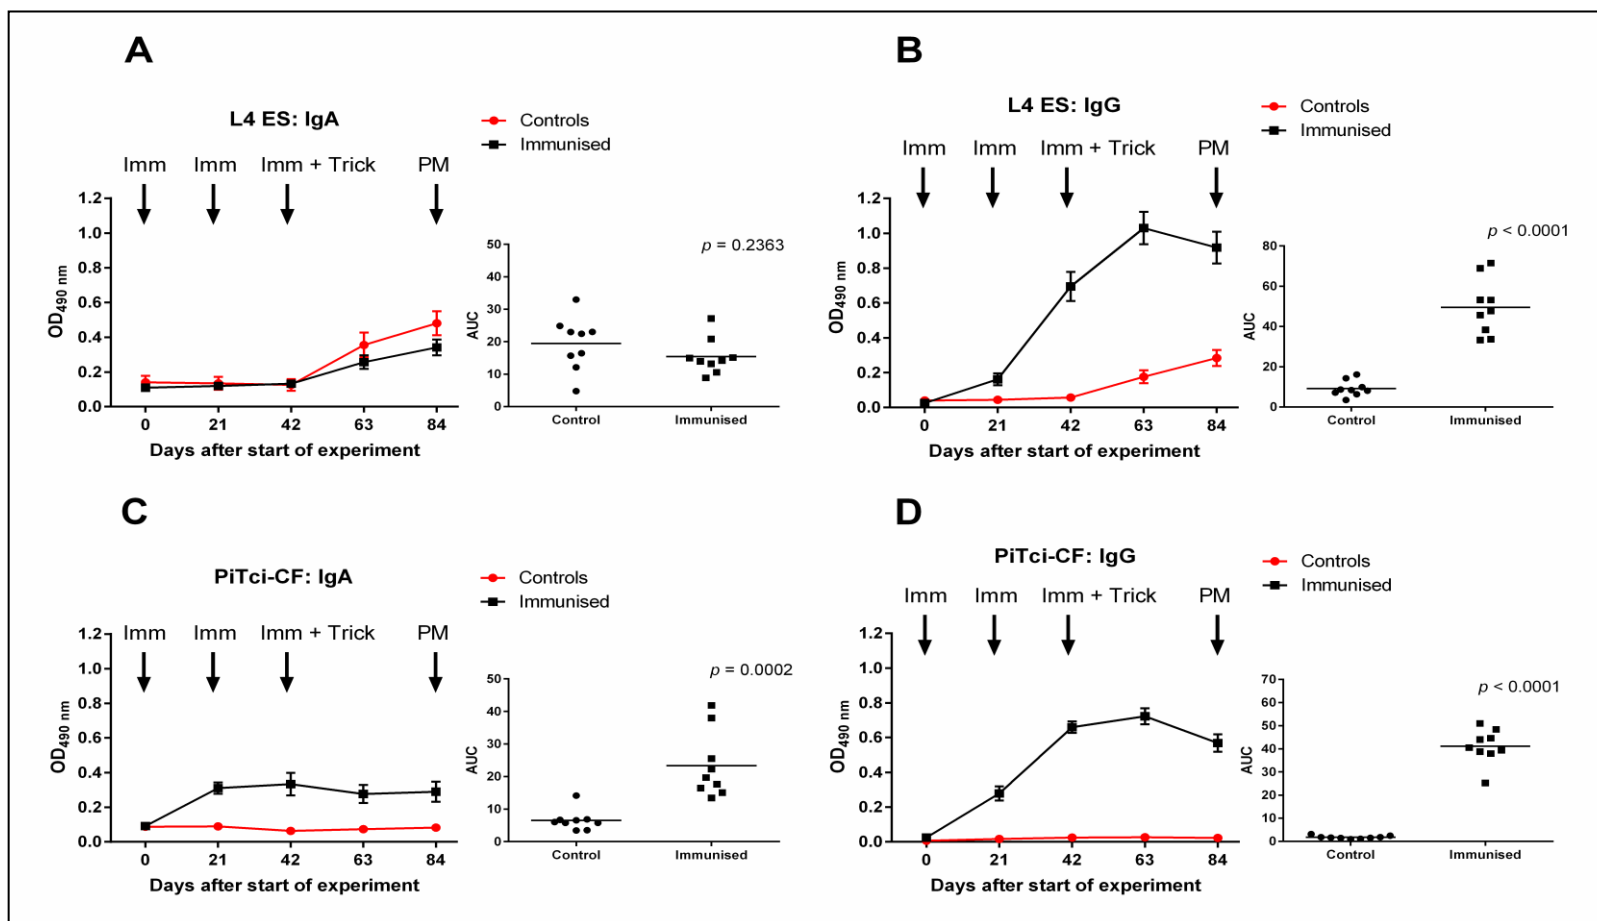 A
L4 ES: IgA
Controls
Immunised
Imm Imm Imm + Trick PM
1.2
1.0
0.8
0.6
0.4
0.2
0.0
OD490 nm
0 21 42 63 84
Days after start of experiment
p = 0.2363
50
40
30
20
10
0
AUC
Control Immunised
B
L4 ES: IgG
Controls
Immunised
Imm Imm Imm + Trick PM
1.2
1.0
0.8
0.6
0.4
0.2
0.0
OD490 nm
0 21 42 63 84
Days after start of experiment
p < 0.0001
80
60
40
20
0
AUC
Control Immunised
C
PiTci-CF: IgA
Controls
Immunised
Imm Imm Imm + Trick PM
1.2
1.0
0.8
0.6
0.4
0.2
0.0
OD490 nm
0 21 42 63 84
Days after start of experiment
p = 0.0002
50
40
30
20
10
0
AUC
Control Immunised
D
PiTci-CF: IgG
Controls
Immunised
Imm Imm Imm + Trick PM
1.2
1.0
0.8
0.6
0.4
0.2
0.0
OD490 nm
0 21 42 63 84
Days after start of experiment
p < 0.0001
70
60
50
40
30
20
10
0
AUC
Control Immunised